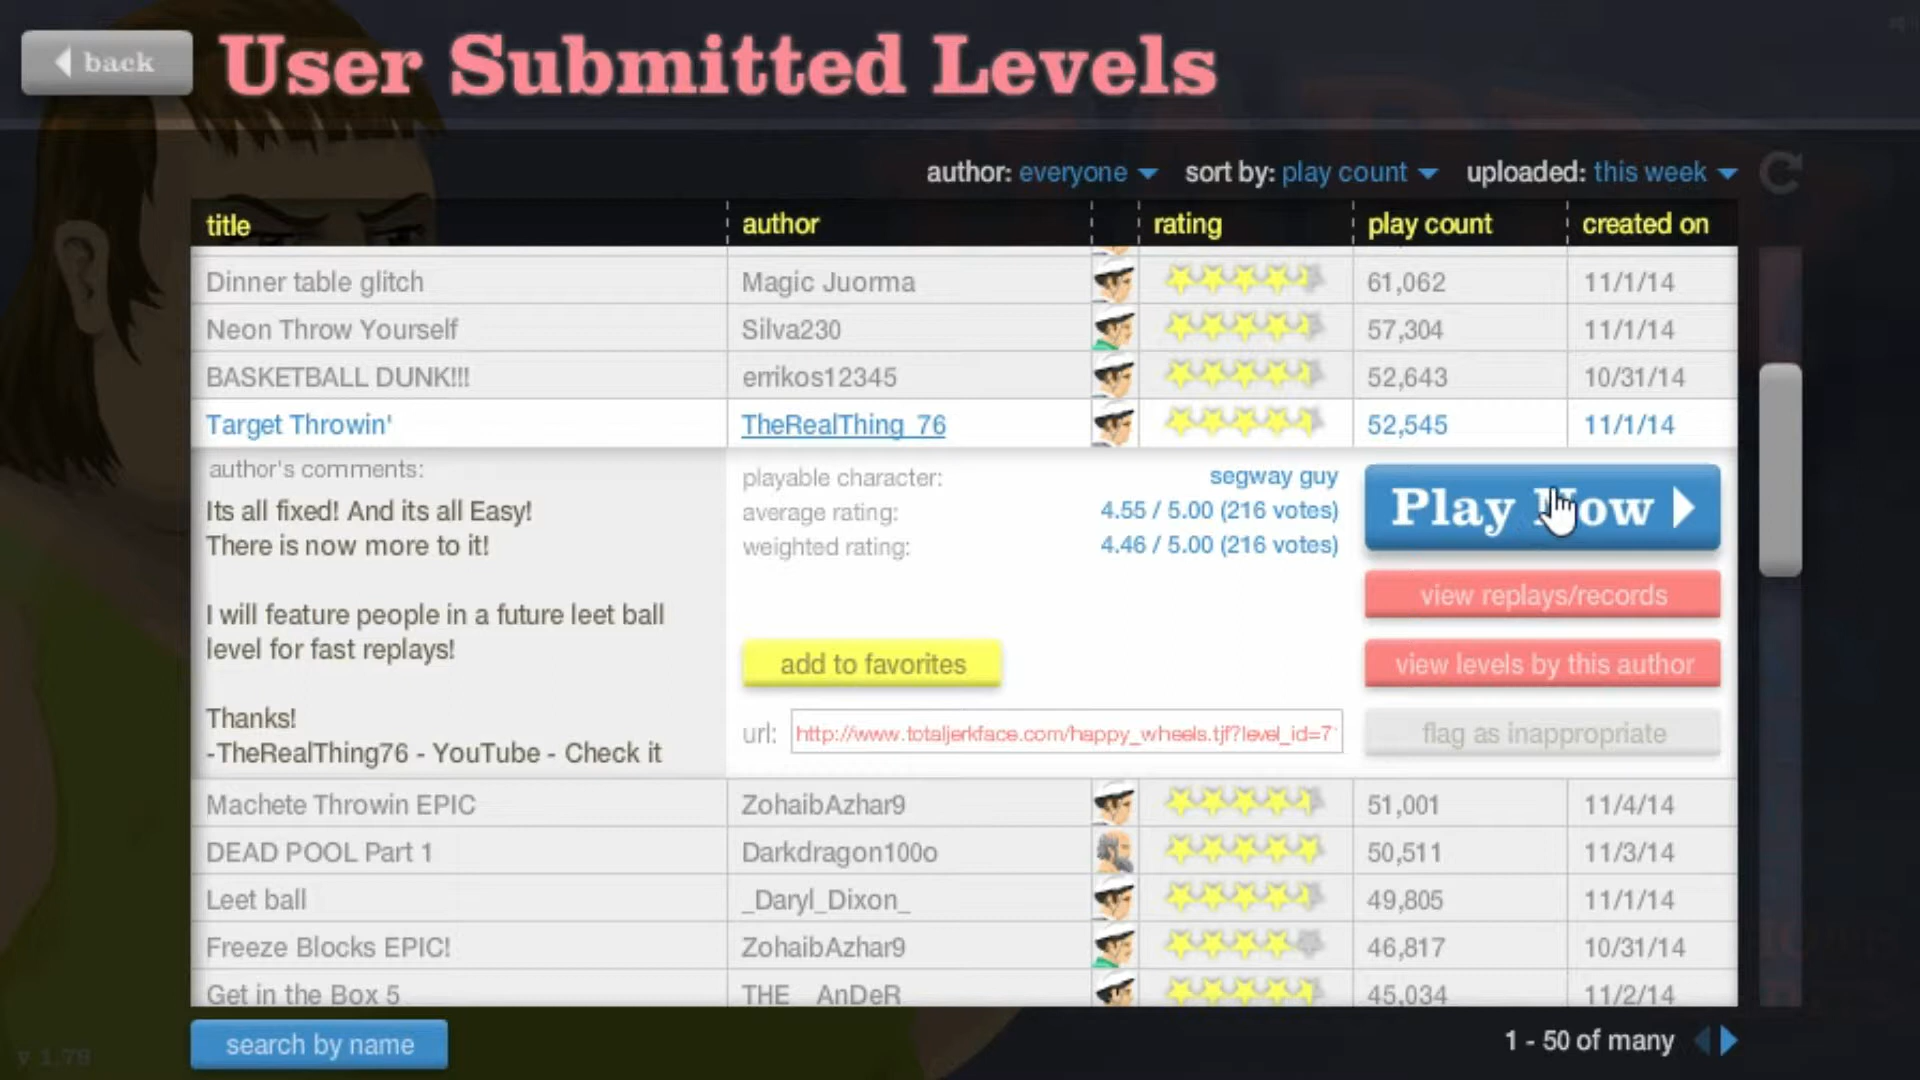 back
User Submitted Levels
author: everyone sort by: play count uploaded: this week
title author rating play count created on
Dinner table glitch Magic Juorma 61,062 11/1/14
Neon Throw Yourself Silva230 57,304 11/1/14
BASKETBALL DUNK!!! errikos12345 52,643 10/31/14
Target Throwin' TheRealThing_76 52,545 11/1/14
author's comments:
Its all fixed! And its all Easy!
There is now more to it!
I will feature people in a future leet ball
level for fast replays!
Thanks!
-TheRealThing76 - YouTube - Check it
playable character: segway guy
average rating: 4.55 / 5.00 (216 votes)
weighted rating: 4.46 / 5.00 (216 votes)
add to favorites
url: http://www.totaljerkface.com/happy_wheels.tjf?level_id=7
Play Now
view replays/records
view levels by this author
flag as inappropriate
Machete Throwin EPIC ZohaibAzhar9 51,001 11/4/14
DEAD POOL Part 1 Darkdragon100o 50,511 11/3/14
Leet ball _Daryl_Dixon_ 49,805 11/1/14
Freeze Blocks EPIC! ZohaibAzhar9 46,817 10/31/14
Get in the Box 5 THE__AnDeR 45,034 11/2/14
search by name
1 - 50 of many
v 1.79